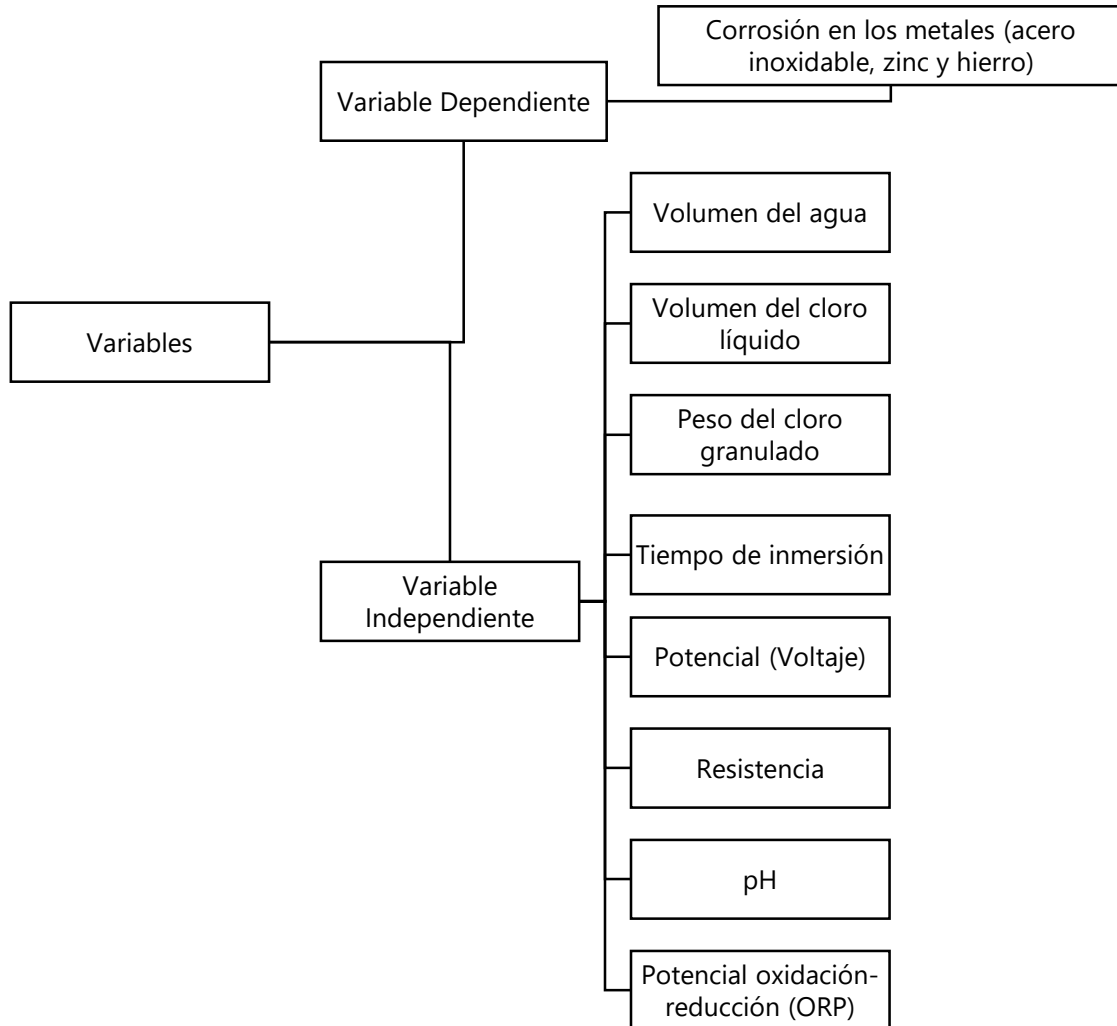 Corrosión en los metales (acero
inoxidable, zinc y hierro)
Variable Dependiente
Volumen del agua
Volumen del cloro
líquido
Variables
Peso del cloro
granulado
Tiempo de inmersión
Variable
Independiente
Potencial (Voltaje)
Resistencia
pH
Potencial oxidación-
reducción (ORP)